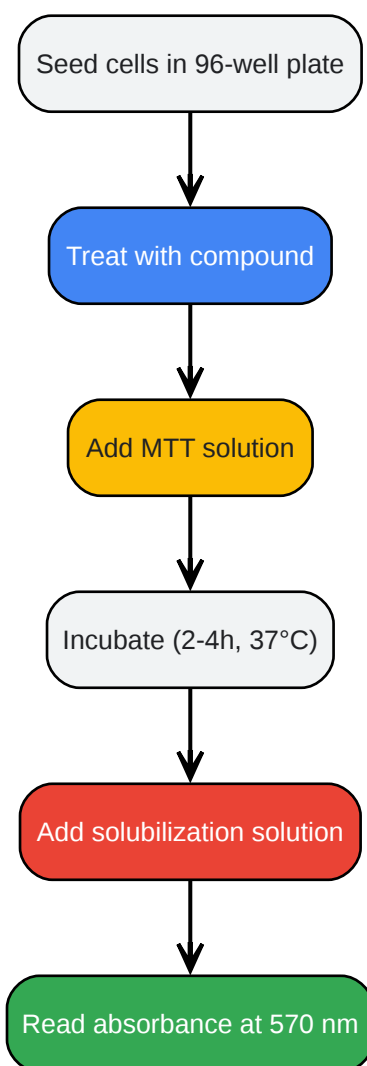 Seed cells in 96-well plate
Treat with compound
Add MTT solution
Incubate (2-4h, 37°C)
Add solubilization solution
Read absorbance at 570 nm